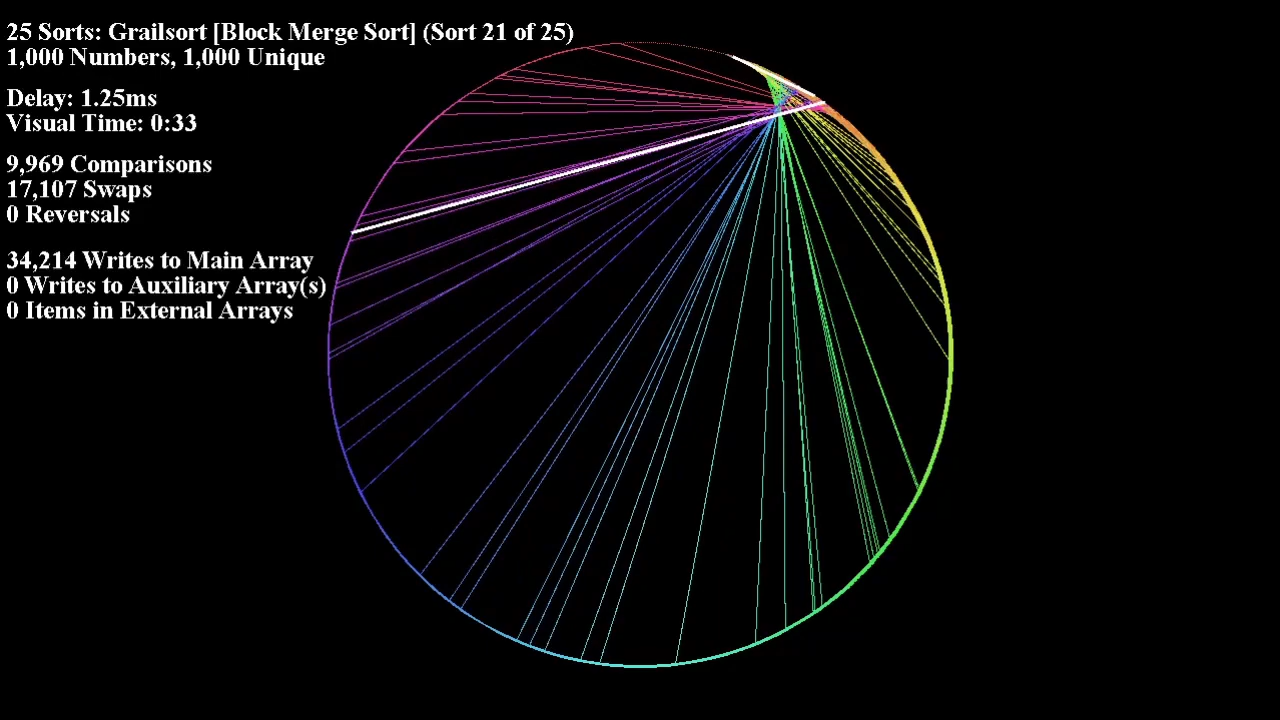 25 Sorts: Grailsort [Block Merge Sort] (Sort 21 of 25)
1,000 Numbers, 1,000 Unique
Delay: 1.25ms
Visual Time: 0:33
9,969 Comparisons
17,107 Swaps
0 Reversals
34,214 Writes to Main Array
0 Writes to Auxiliary Array(s)
0 Items in External Arrays